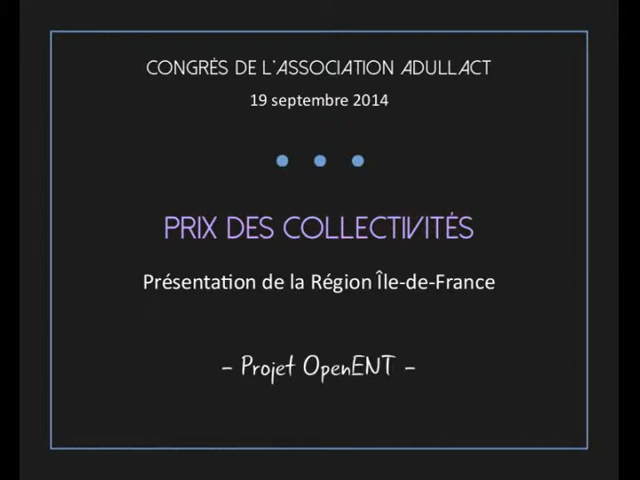 CONGRÈS DE L'ASSOCIATION ADULLACT
19 septembre 2014
PRIX DES COLLECTIVITÉS
Présentation de la Région Île-de-France
- Projet OpenENT -